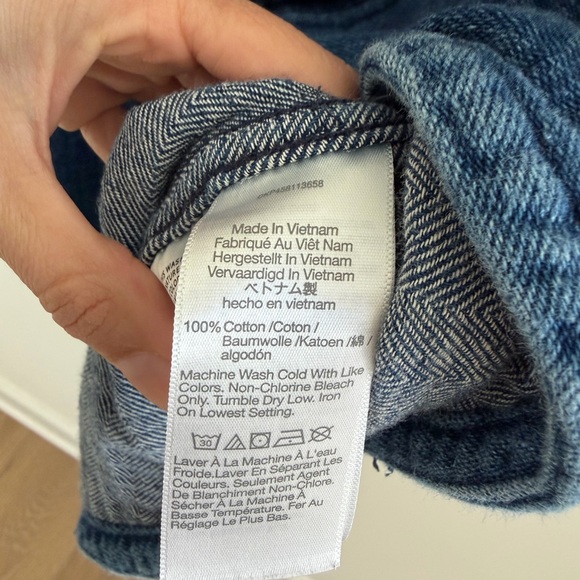 Made In Vietnam
Fabriqué Au Viêt Nam
Hergestellt In Vietnam
Vervaardigd In Vietnam
ベトナム製
hecho en vietnam
100% Cotton /Coton /
Baumwolle /Katoen /綿 /
algodón
Machine Wash Cold With Like
Colors. Non-Chlorine Bleach
Only. Tumble Dry Low. Iron
On Lowest Setting.
30
Laver À La Machine À L'eau
Froide.Laver En Séparant Les
Couleurs. Seulement Agent
De Blanchiment Non-Chlore.
Sécher Par Culbutage À
Basse Température. Fer Au
Réglage Le Plus Bas.